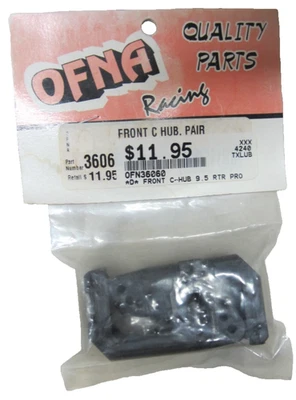 OFNA
Racing
QUALITY
PARTS
FRONT C HUB, PAIR
Part
Number
3606
$11.95
XXX
4240
TXLUB
Retail $ 11.95
OFN36060
*D* FRONT C-HUB 9.5 RTR PRO